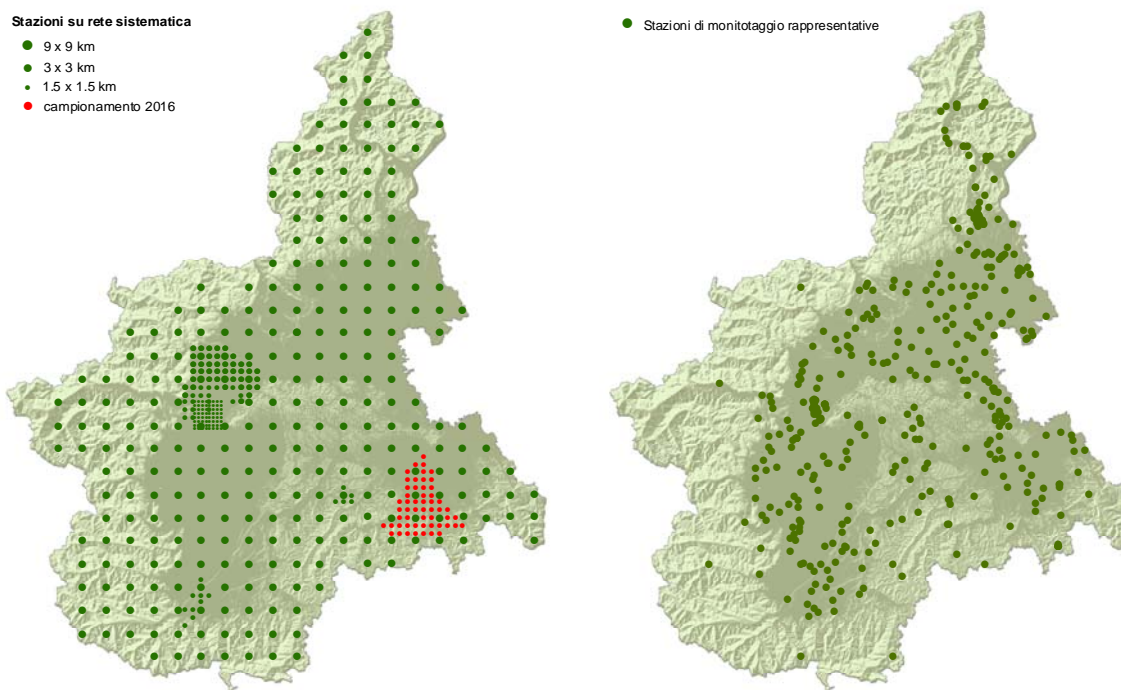 Stazioni su rete sistematica
9 x 9 km
3 x 3 km
1.5 x 1.5 km
campionamento 2016
Stazioni di monitotaggio rappresentative